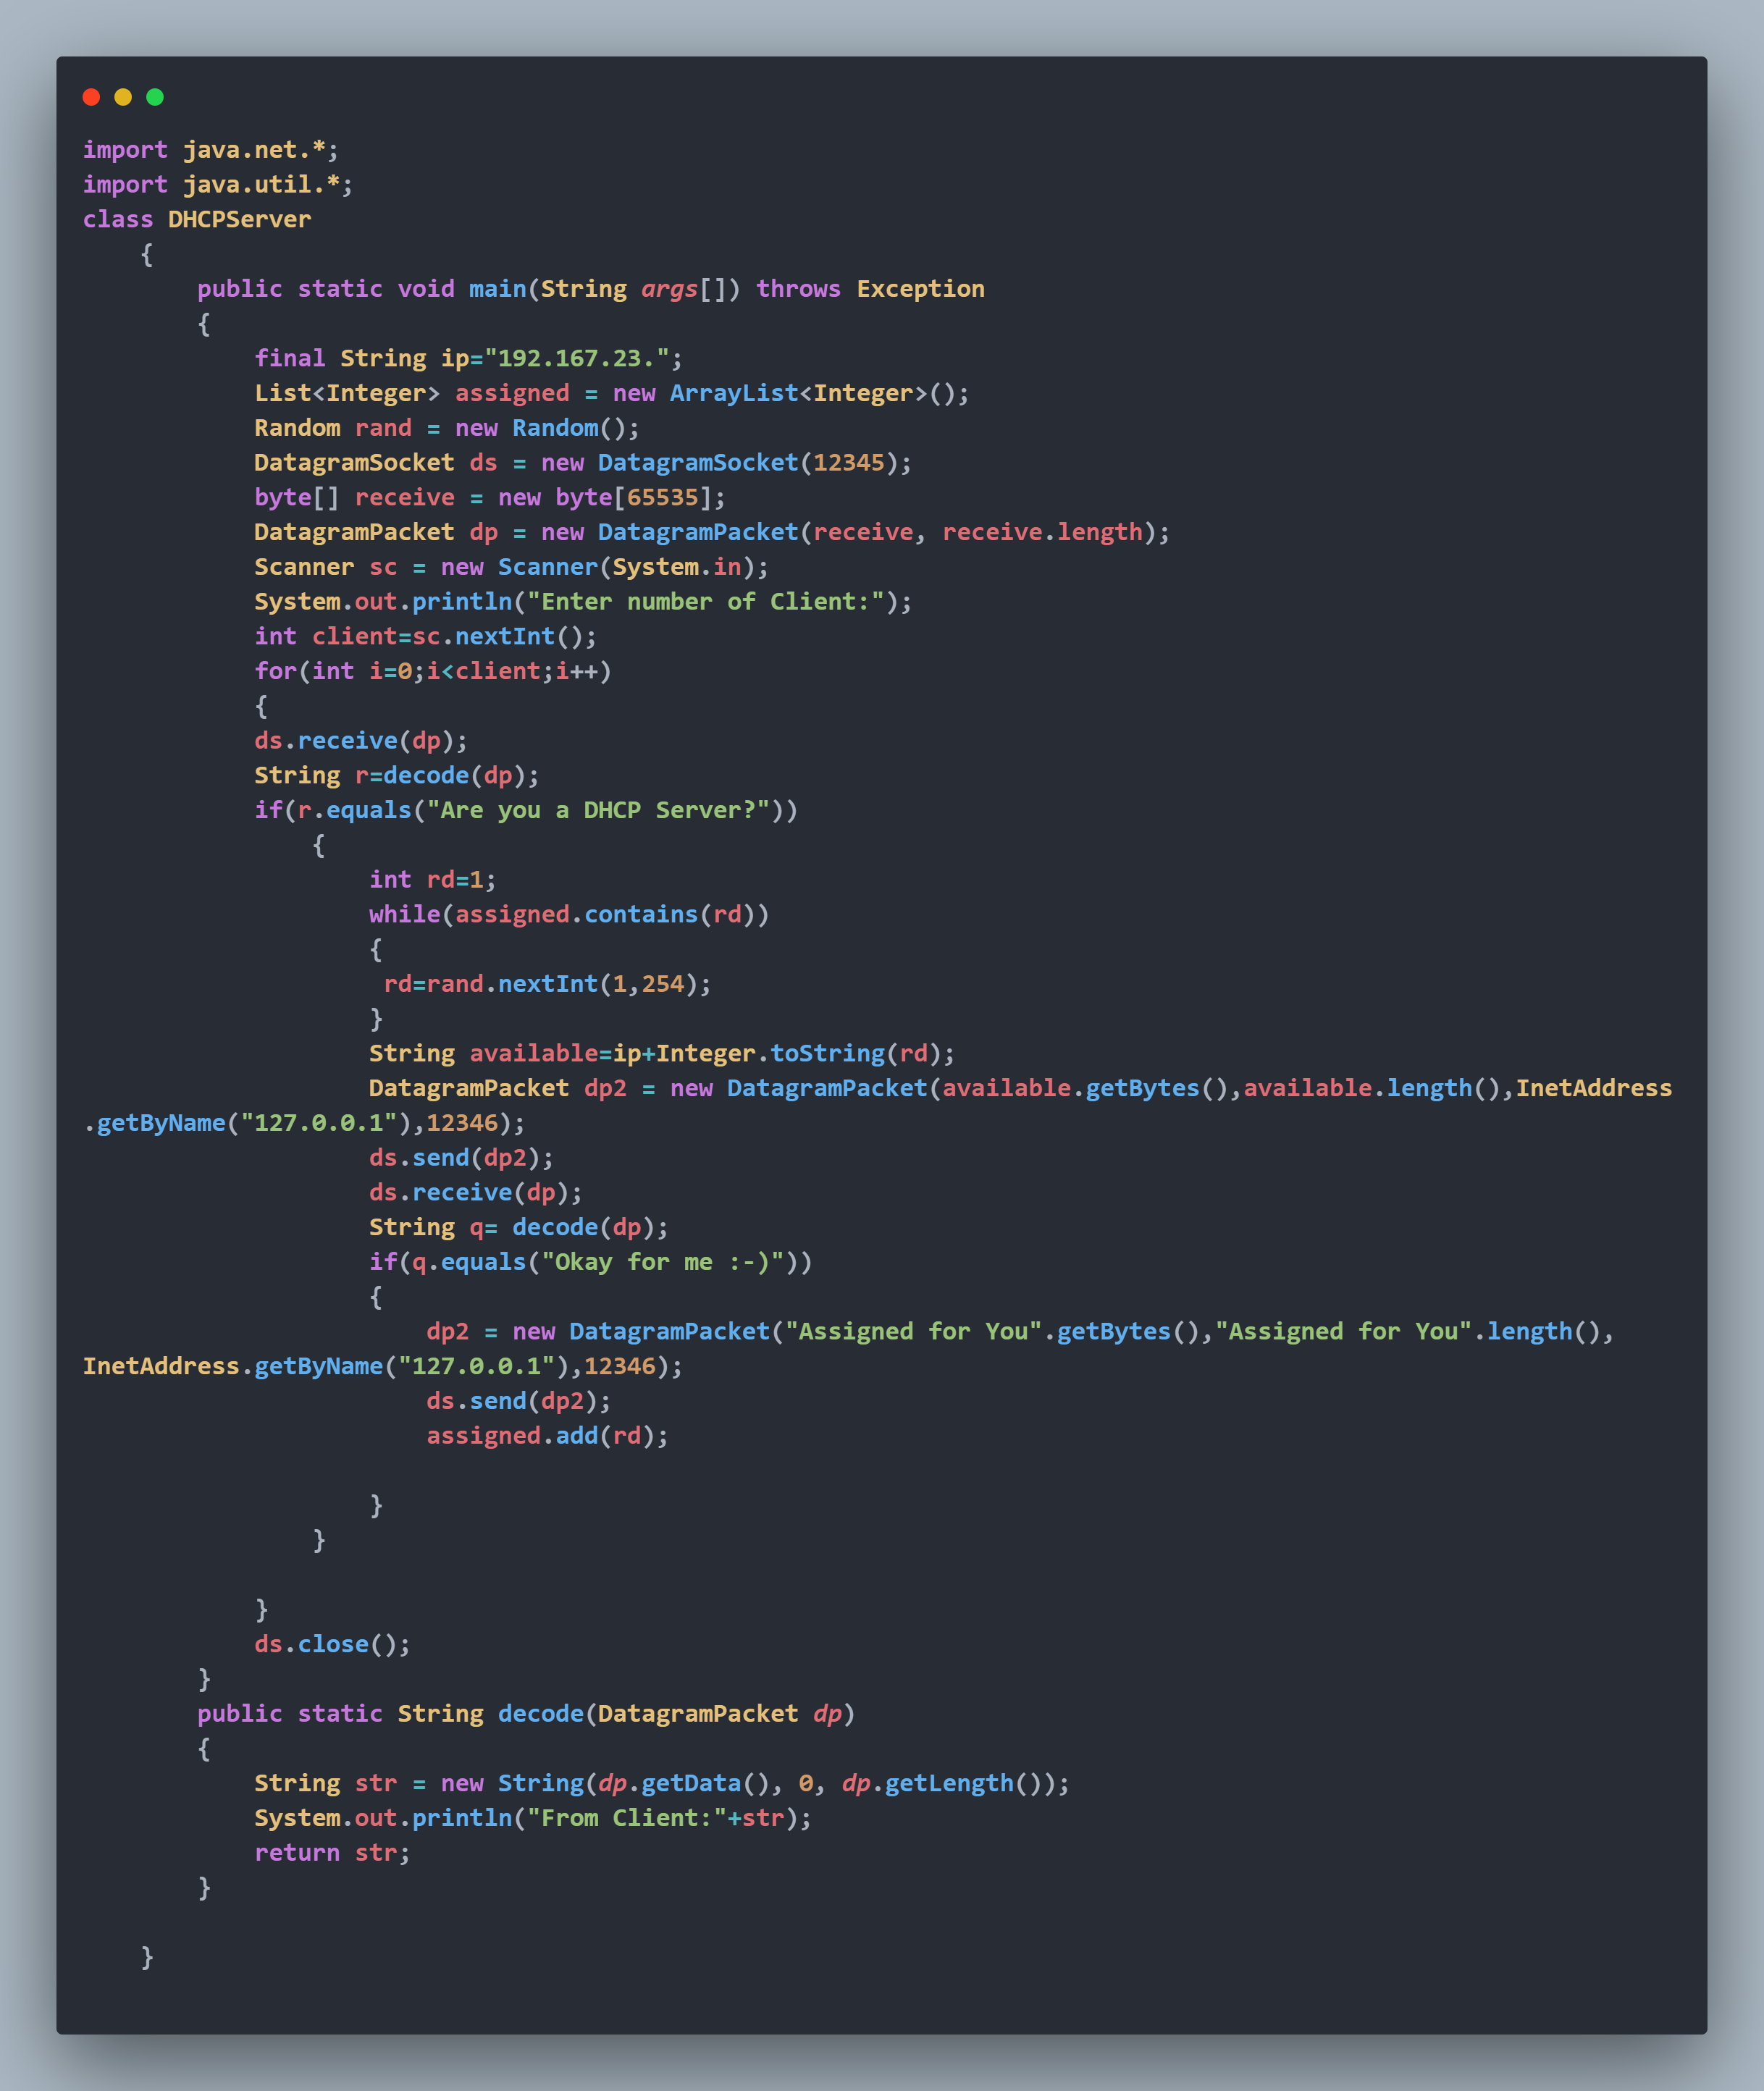 import java.net.*;
import java.util.*;
class DHCPServer
    {
        public static void main(String args[]) throws Exception
        {
            final String ip="192.167.23.";
            List<Integer> assigned = new ArrayList<Integer>();
            Random rand = new Random();
            DatagramSocket ds = new DatagramSocket(12345);
            byte[] receive = new byte[65535];
            DatagramPacket dp = new DatagramPacket(receive, receive.length);
            Scanner sc = new Scanner(System.in);
            System.out.println("Enter number of Client:");
            int client=sc.nextInt();
            for(int i=0;i<client;i++)
            {
            ds.receive(dp);
            String r=decode(dp);
            if(r.equals("Are you a DHCP Server?"))
                {
                    int rd=1;
                    while(assigned.contains(rd))
                    {
                     rd=rand.nextInt(1,254);
                    }
                    String available=ip+Integer.toString(rd);
                    DatagramPacket dp2 = new DatagramPacket(available.getBytes(),available.length(),InetAddress
.getByName("127.0.0.1"),12346);
                    ds.send(dp2);
                    ds.receive(dp);
                    String q= decode(dp);
                    if(q.equals("Okay for me :-)"))
                    {
                        dp2 = new DatagramPacket("Assigned for You".getBytes(),"Assigned for You".length(),
InetAddress.getByName("127.0.0.1"),12346);
                        ds.send(dp2);
                        assigned.add(rd);

                    }
                }

            }
            ds.close();
        }
        public static String decode(DatagramPacket dp)
        {
            String str = new String(dp.getData(), 0, dp.getLength());
            System.out.println("From Client:"+str);
            return str;
        }

    }